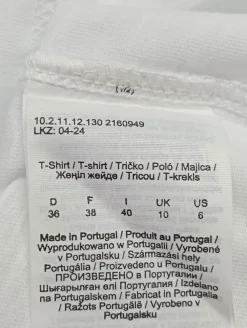 10.2.11.12.130 2160949
LKZ: 04-24
T-Shirt / T-shirt / Tričko / Poló / Majica /
Жеңіл жейде / Tricou / T-krekls
D F I UK US
36 38 40 10 6
Made in Portugal / Produit au Portugal /
Wyprodukowano w Portugalii / Vyrobené
v Portugalsku / Származási hely
Portugália / Proizvedeno u Portugalu /
ПРОИЗВЕДЕНО в Португалии /
Шығарылған елі Португалия / Izdelano
na Portugalskem / Fabricat în Portugalia
/ Ražots Portugālē / Vyrobeno v
Portugalsku